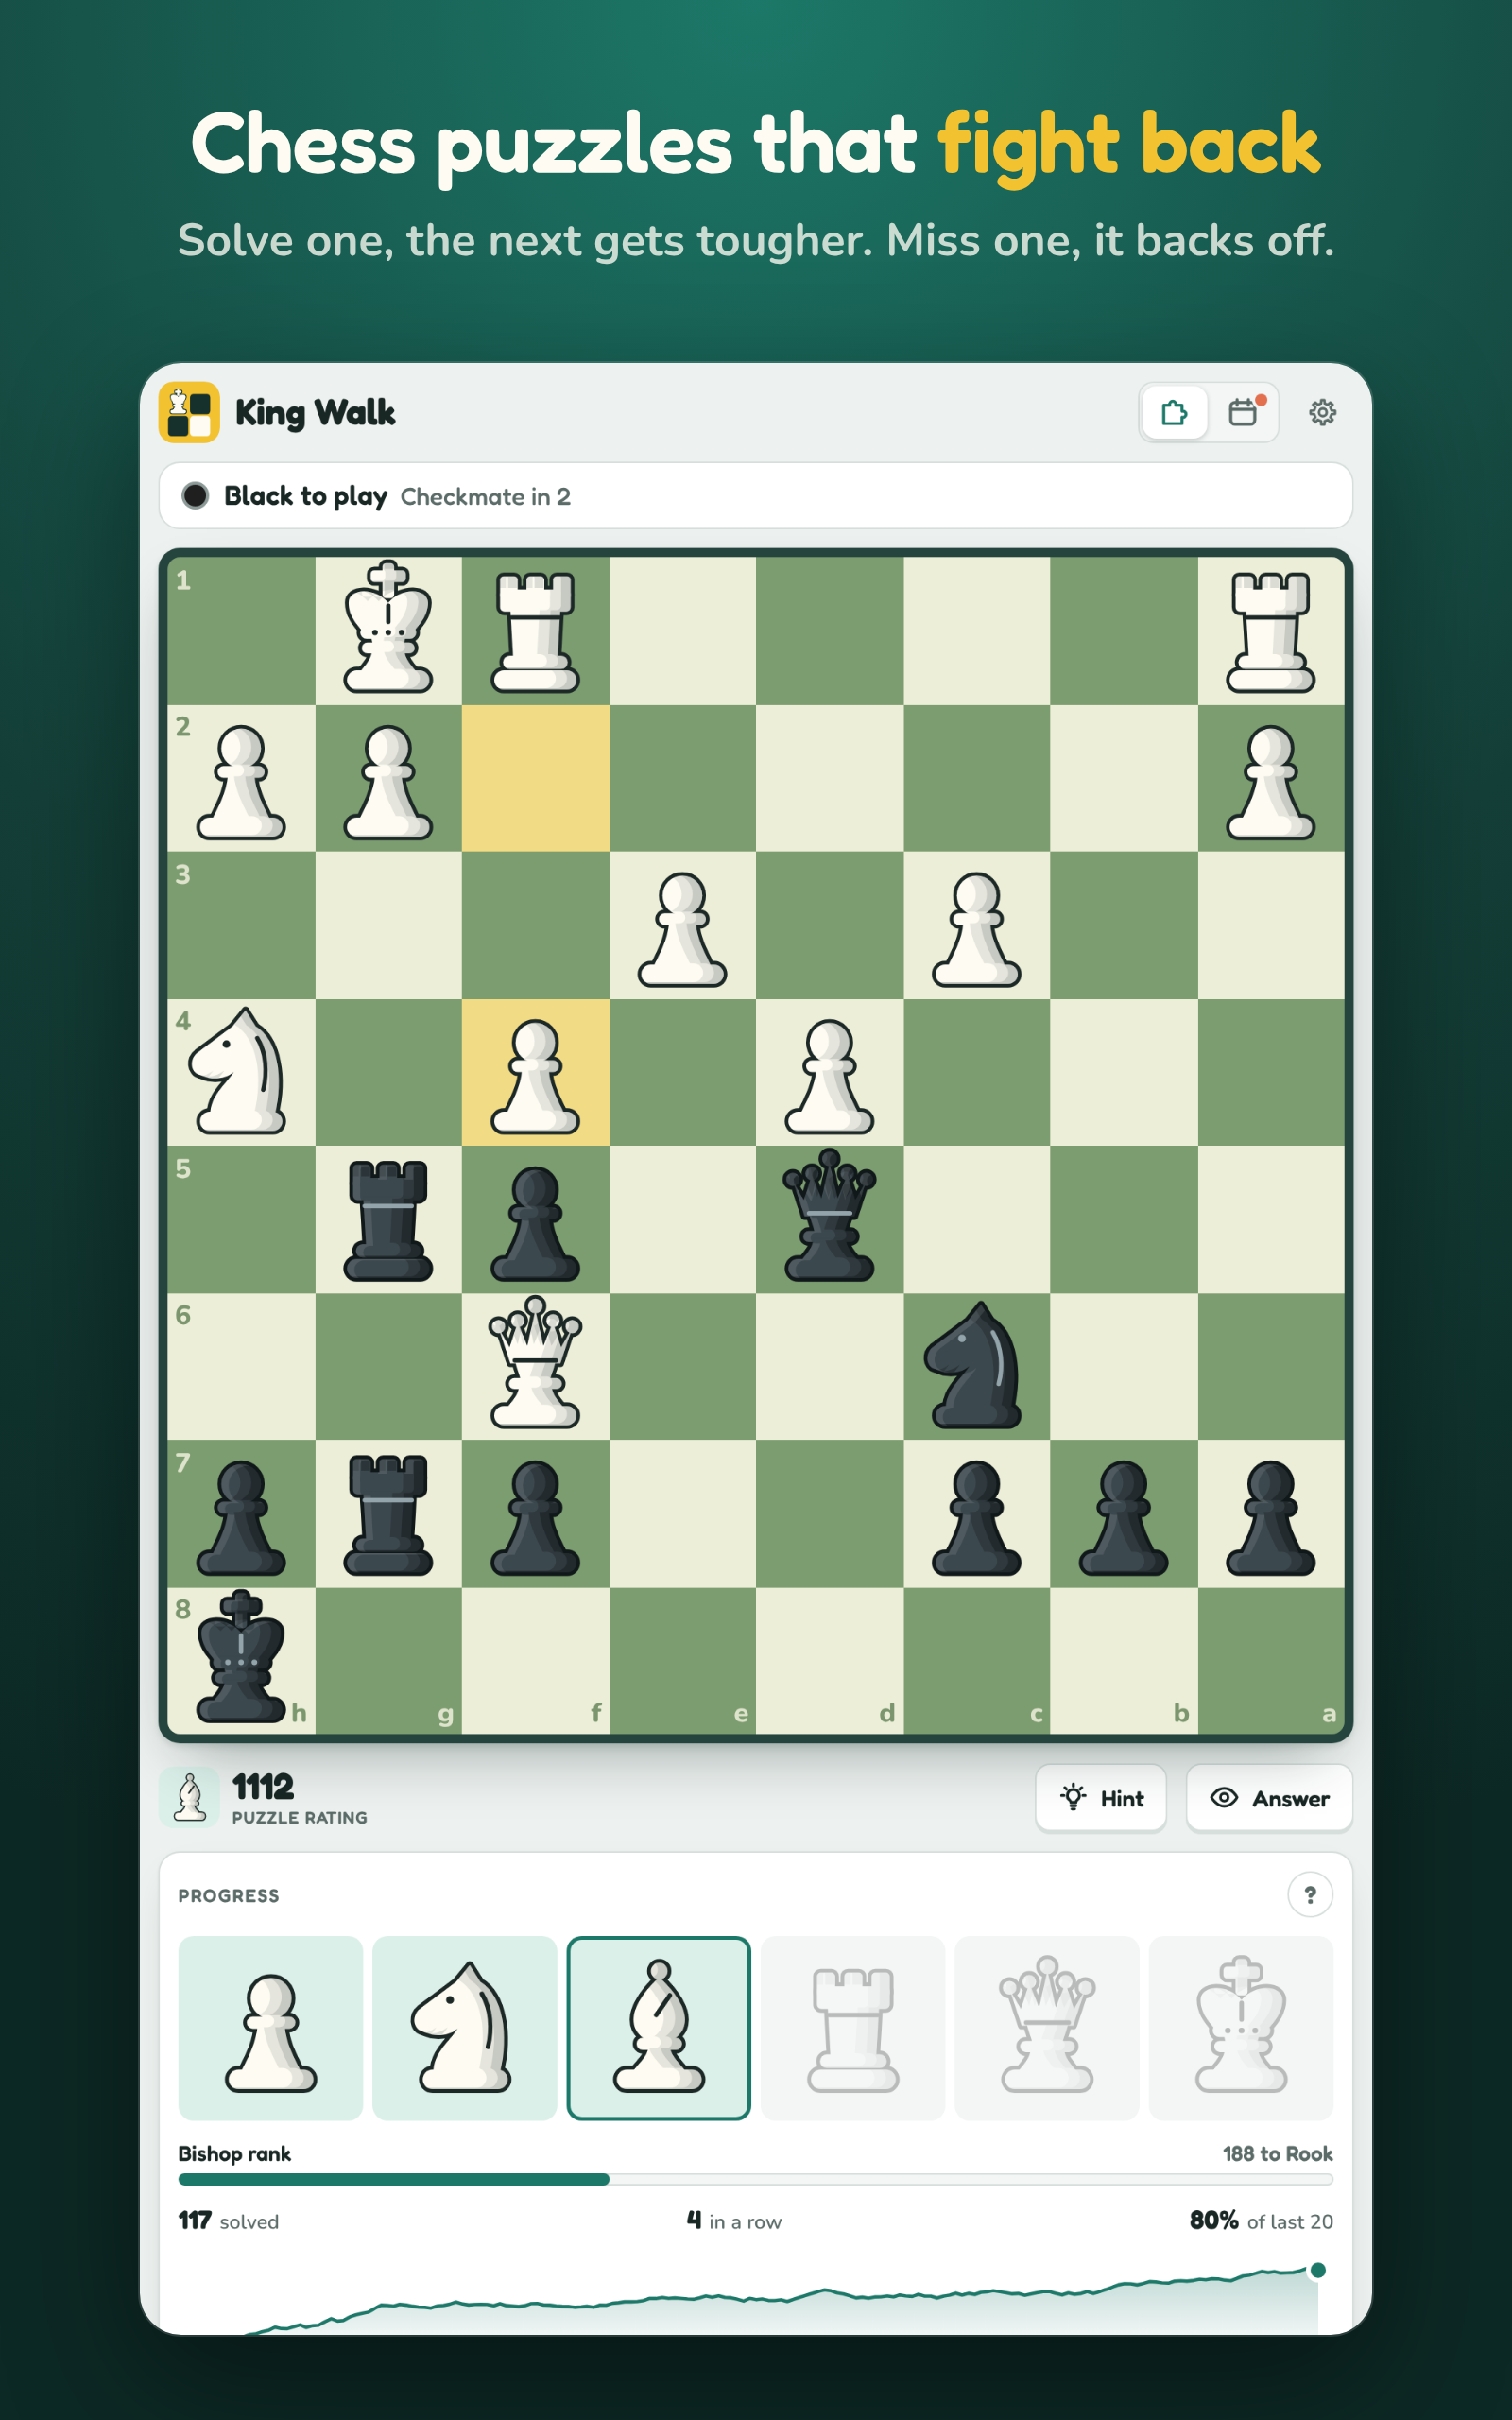 Chess puzzles that fight back
Solve one, the next gets tougher. Miss one, it backs off.
King Walk
Black to play Checkmate in 2
1
2
3
4
5
6
7
8
h g f e d c b a
1112
PUZZLE RATING
Hint
Answer
PROGRESS
?
Bishop rank
188 to Rook
117 solved
4 in a row
80% of last 20